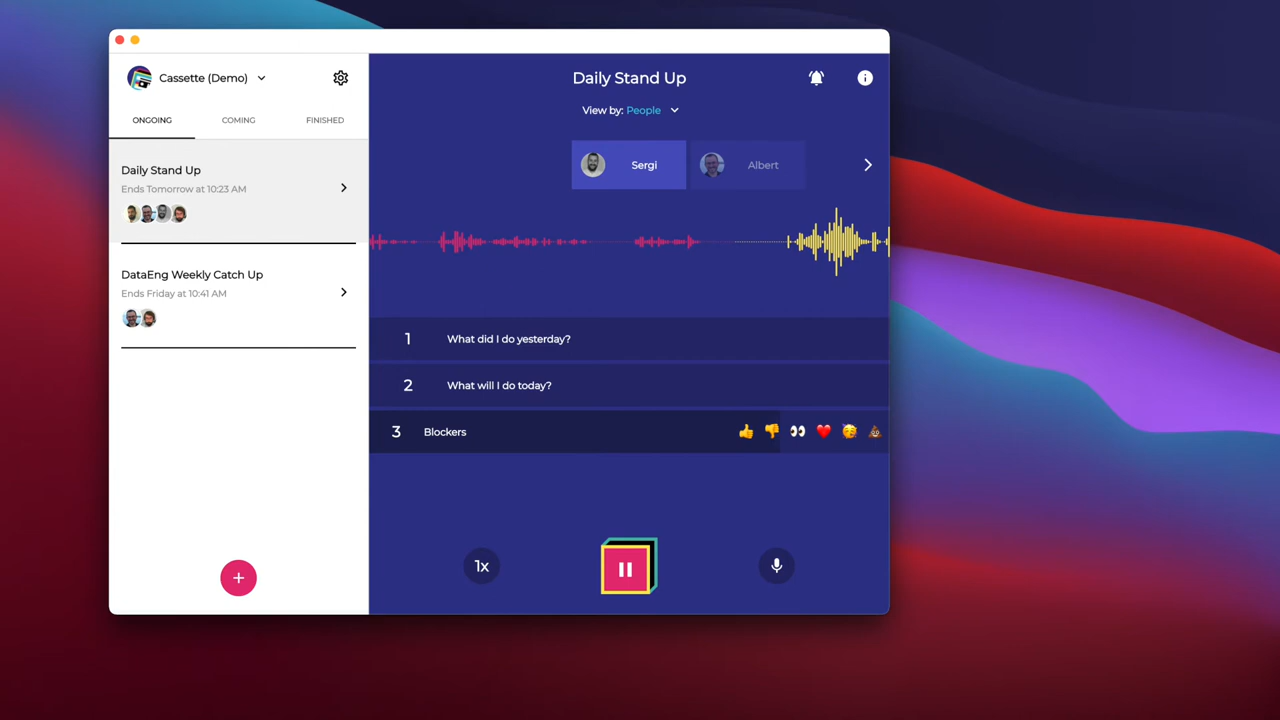 Cassette (Demo)
ONGOING
COMING
FINISHED
Daily Stand Up
Ends Tomorrow at 10:23 AM
DataEng Weekly Catch Up
Ends Friday at 10:41 AM
+
Daily Stand Up
View by: People
Sergi
Albert
1 What did I do yesterday?
2 What will I do today?
3 Blockers
1x